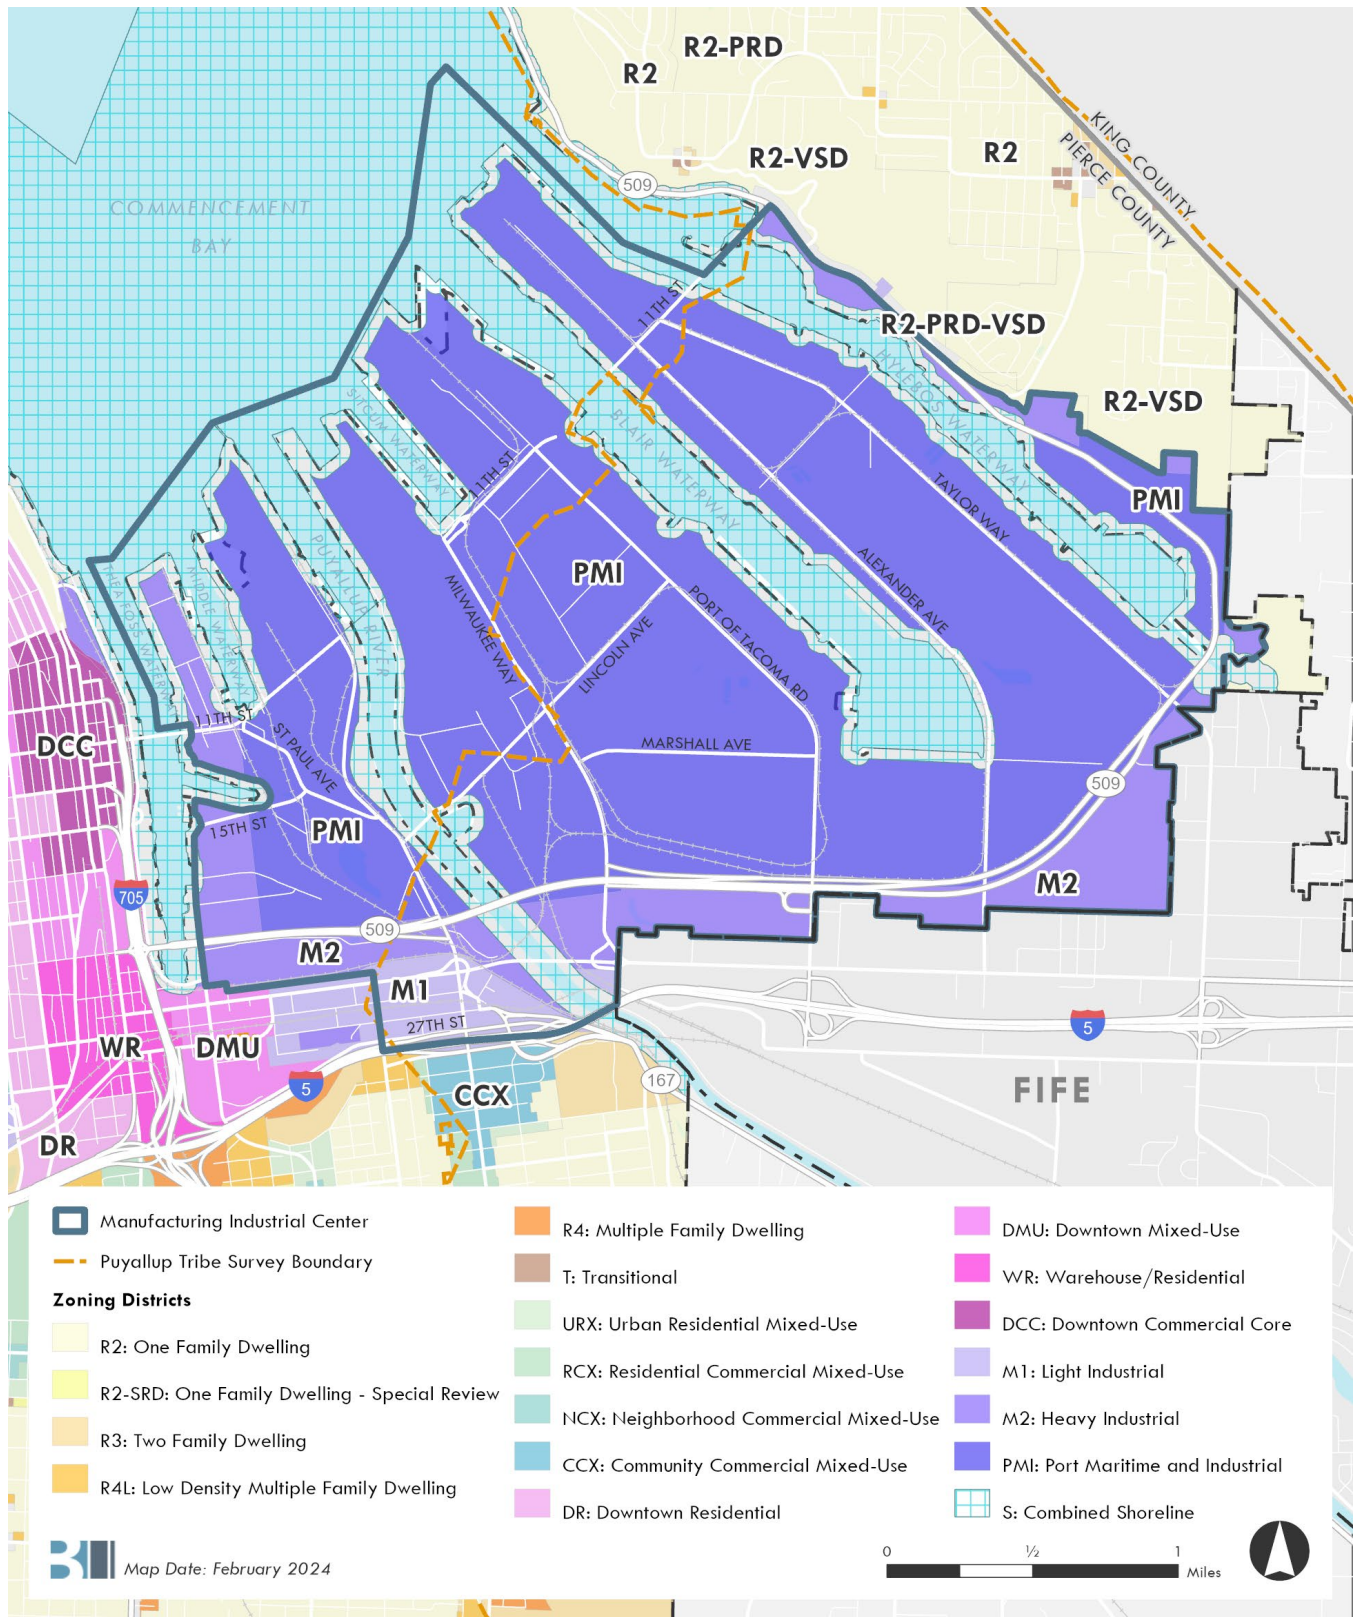 R2-PRD
R2
KING COUNTY
PIERCE COUNTY
R2-VSD
R2
509
COMMENCEMENT
BAY
11TH ST
R2-PRD-VSD
HYLEBOS WATERWAY
R2-VSD
SITCUM WATERWAY
BLAIR WATERWAY
11TH ST
TAYLOR WAY
PMI
PUYALLUP RIVER
MIDDLE WATERWAY
THEA FOSS WATERWAY
PMI
MILWAUKEE WAY
ALEXANDER AVE
PORT OF TACOMA RD
LINCOLN AVE
11TH ST
ST PAUL AVE
DCC
MARSHALL AVE
509
15TH ST
PMI
705
M2
509
M2
M1
27TH ST
5
WR
DMU
5
167
CCX
FIFE
DR
Manufacturing Industrial Center
Puyallup Tribe Survey Boundary
Zoning Districts
R2: One Family Dwelling
R2-SRD: One Family Dwelling - Special Review
R3: Two Family Dwelling
R4L: Low Density Multiple Family Dwelling
R4: Multiple Family Dwelling
T: Transitional
URX: Urban Residential Mixed-Use
RCX: Residential Commercial Mixed-Use
NCX: Neighborhood Commercial Mixed-Use
CCX: Community Commercial Mixed-Use
DR: Downtown Residential
DMU: Downtown Mixed-Use
WR: Warehouse/Residential
DCC: Downtown Commercial Core
M1: Light Industrial
M2: Heavy Industrial
PMI: Port Maritime and Industrial
S: Combined Shoreline
Map Date: February 2024
0 ½ 1
Miles